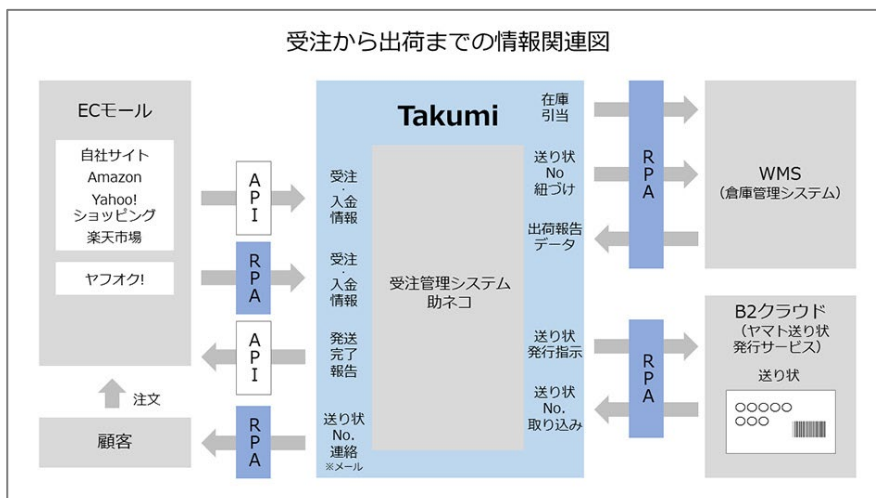 受注から出荷までの情報関連図
ECモール
自社サイト
Amazon
Yahoo!
ショッピング
楽天市場
ヤフオク!
注文
顧客
API
RPA
API
RPA
Takumi
受注
・
入金
情報
受注
・
入金
情報
発送
完了
報告
送り状
No.
連絡
※メール
受注管理システム
助ネコ
在庫
引当
送り状
No
紐づけ
出荷報告
データ
送り状
発行指示
送り状
No.
取り込み
RPA
RPA
WMS
（倉庫管理システム）
B2クラウド
（ヤマト送り状
発行サービス）
送り状
○○○○○
○○○